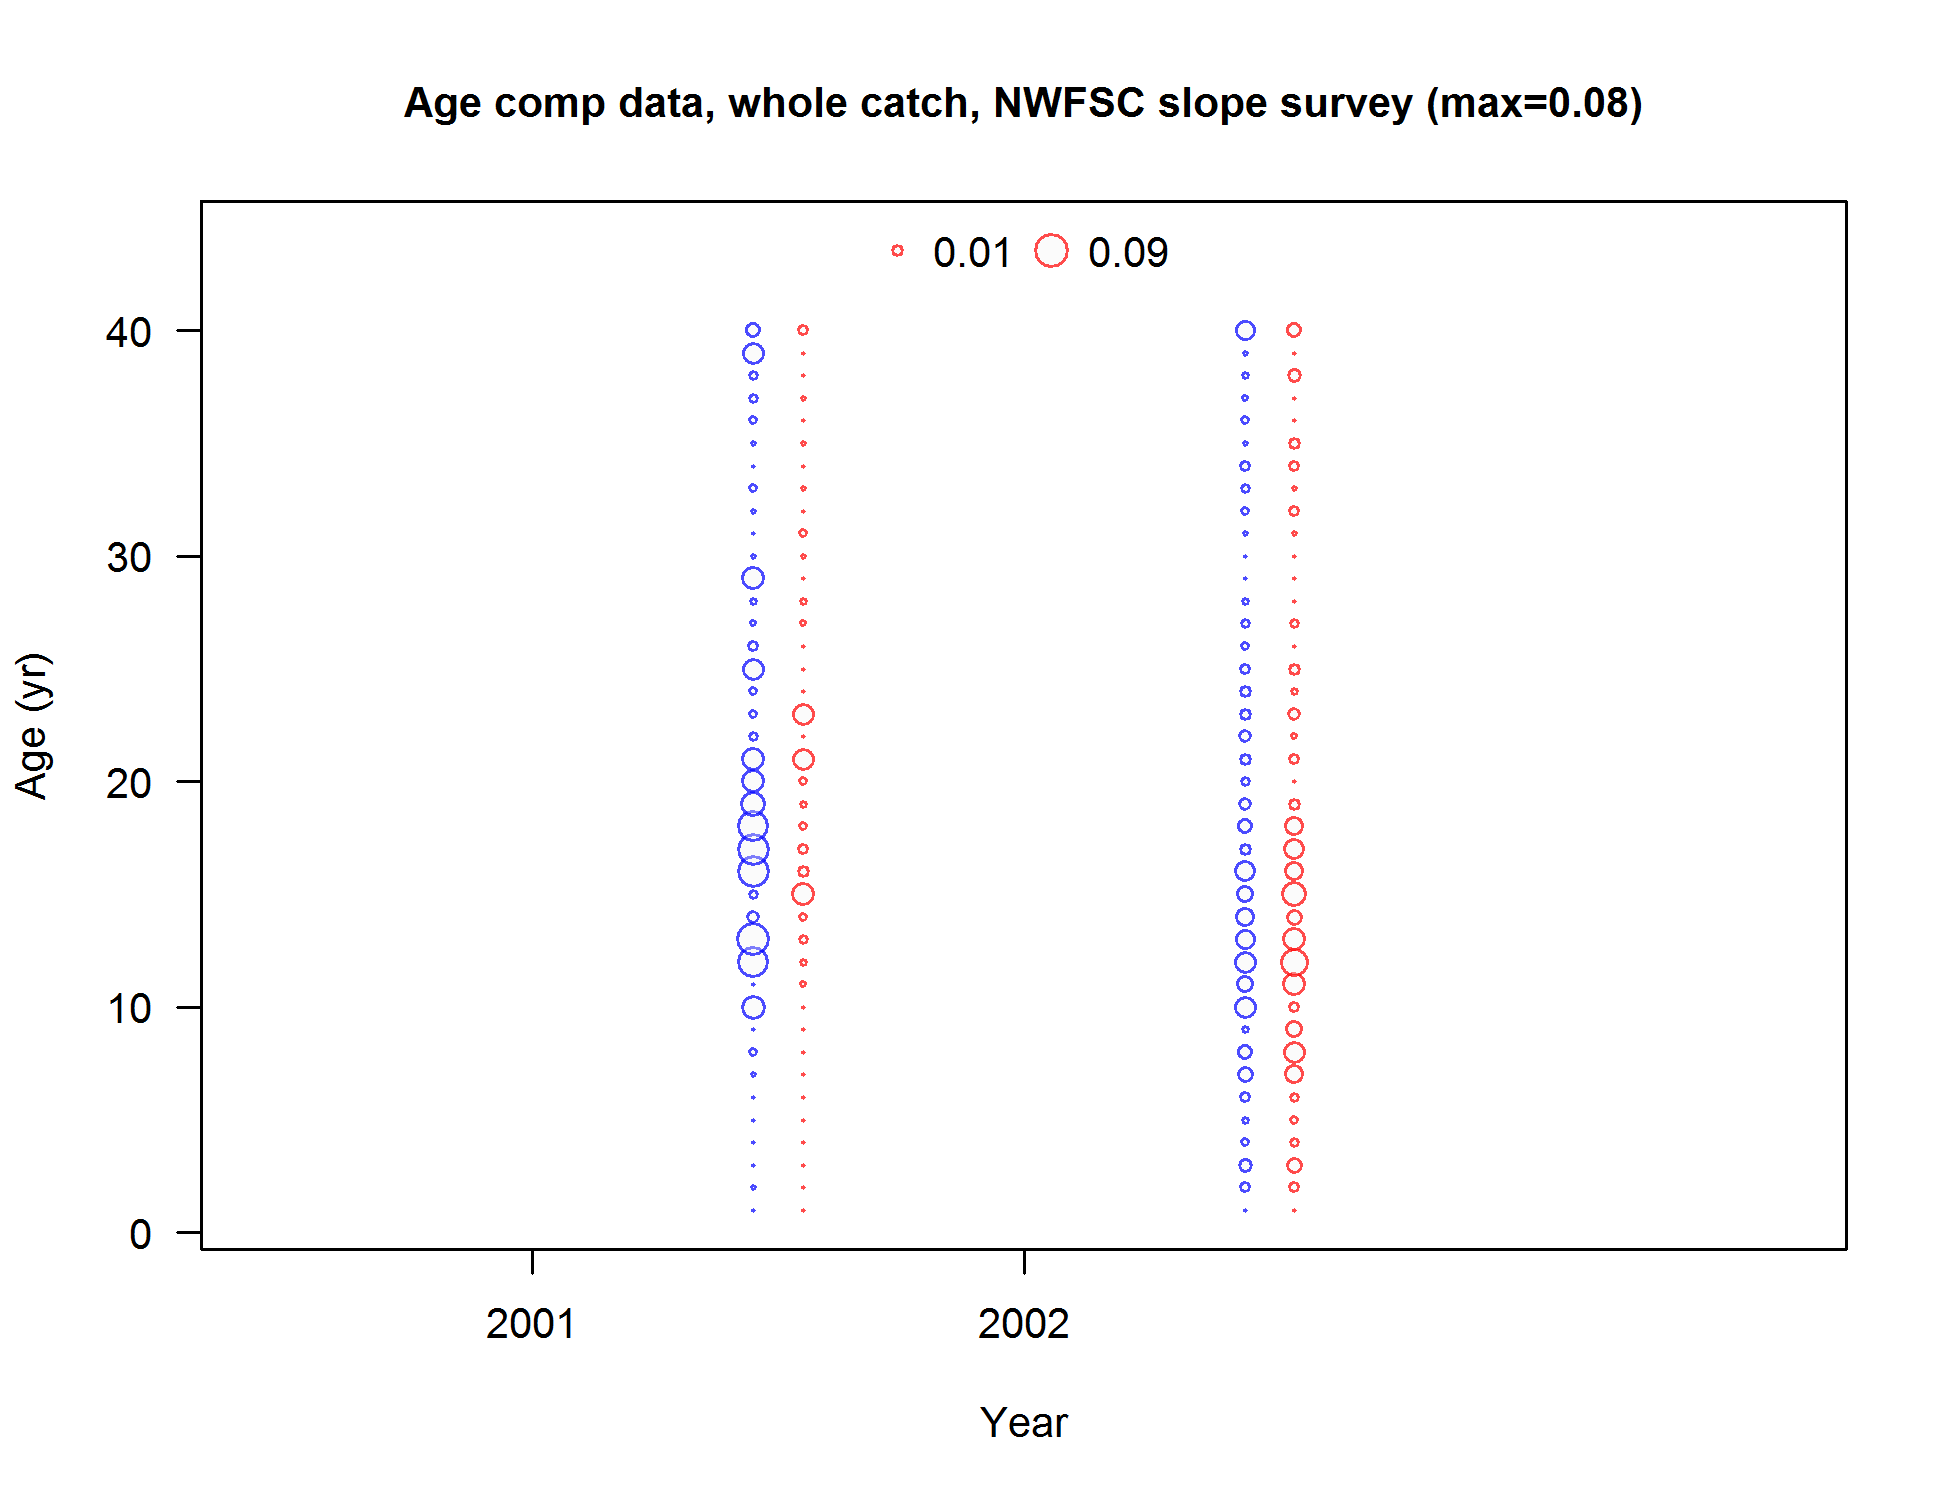 Age comp data, whole catch, NWFSC slope survey (max=0.08)
0.01 0.09
40
30
20
10
0
Age (yr)
2001 2002
Year